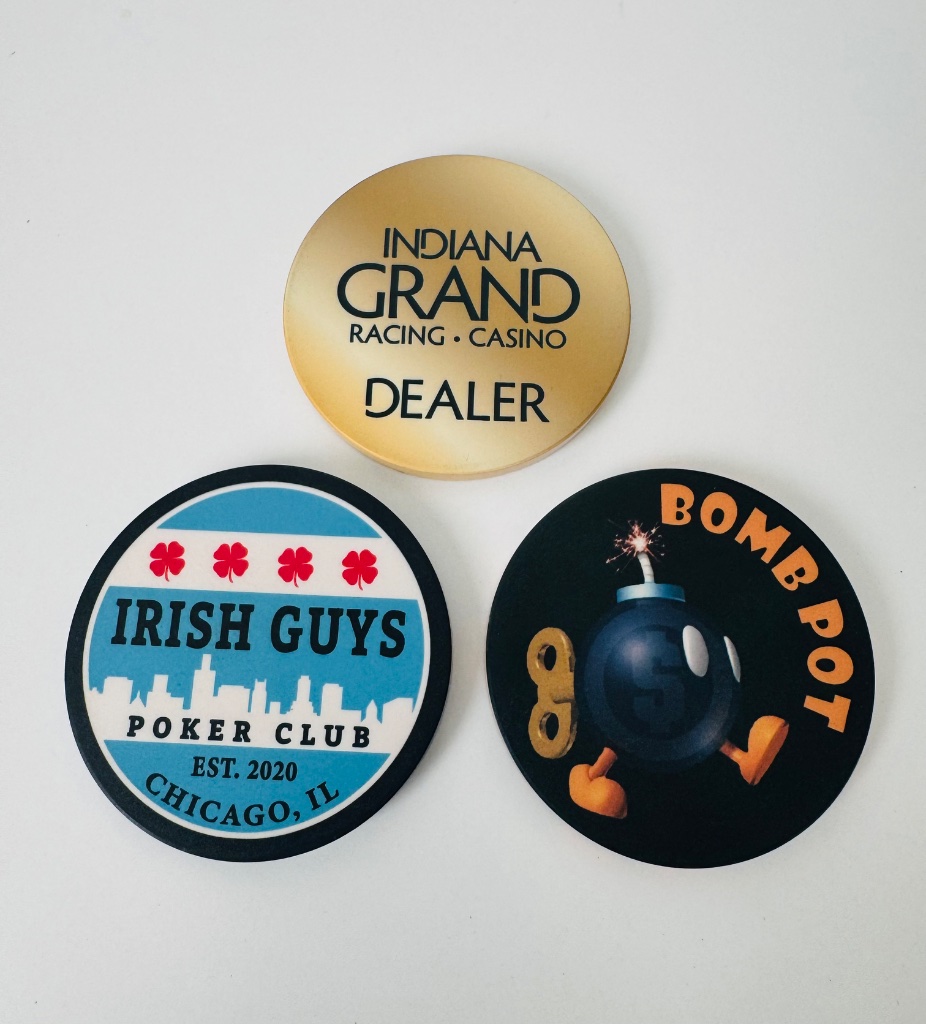 INDIANA
GRAND
RACING • CASINO
DEALER
IRISH GUYS
POKER CLUB
EST. 2020
CHICAGO, IL
BOMB POT
$